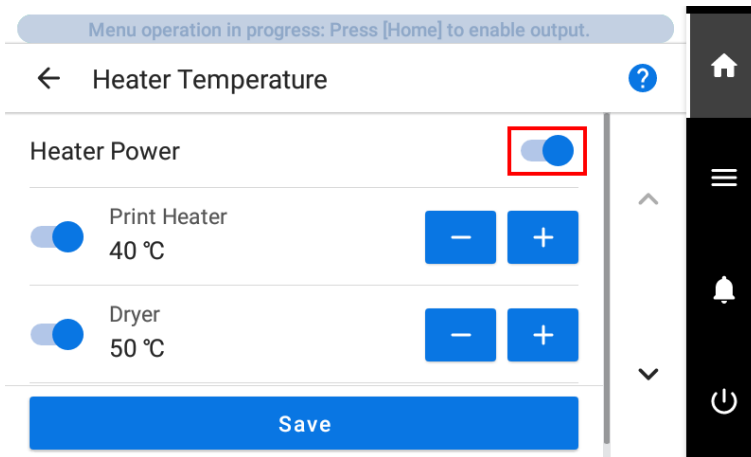 Menu operation in progress: Press [Home] to enable output.
Heater Temperature
?
Heater Power
Print Heater
40 ℃
− +
Dryer
50 ℃
− +
Save